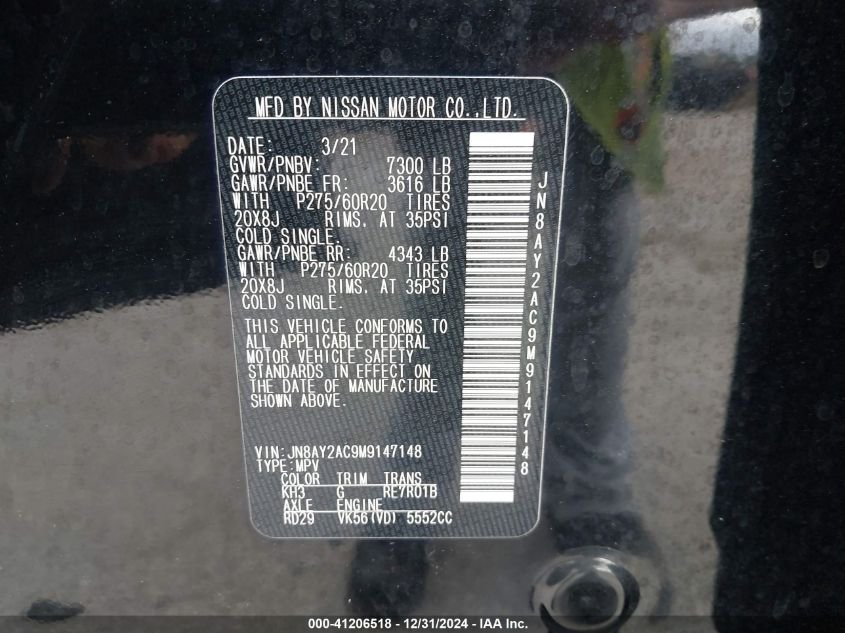 MFD BY NISSAN MOTOR CO.,LTD.
DATE: 3/21
GVWR/PNBV: 7300 LB
GAWR/PNBE FR: 3616 LB
WITH P275/60R20 TIRES
20X8J RIMS. AT 35PSI
COLD SINGLE.
GAWR/PNBE RR: 4343 LB
WITH P275/60R20 TIRES
20X8J RIMS. AT 35PSI
COLD SINGLE.
THIS VEHICLE CONFORMS TO
ALL APPLICABLE FEDERAL
MOTOR VEHICLE SAFETY
STANDARDS IN EFFECT ON
THE DATE OF MANUFACTURE
SHOWN ABOVE.
VIN:JN8AY2AC9M9147148
TYPE:MPV
COLOR TRIM TRANS
KH3 G RE7R01B
AXLE ENGINE
RD29 VK56(VD) 5552CC
JN8AY2AC9M9147148
000-41206518 - 12/31/2024 - IAA Inc.